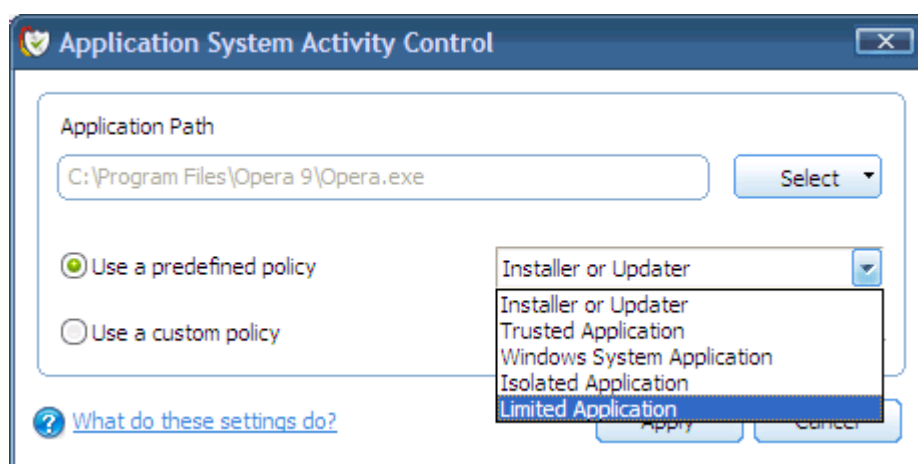 Application System Activity Control
Application Path
C:\Program Files\Opera 9\Opera.exe
Select
Use a predefined policy
Installer or Updater
Installer or Updater
Trusted Application
Use a custom policy
Windows System Application
Isolated Application
Limited Application
What do these settings do?
Apply
Cancel